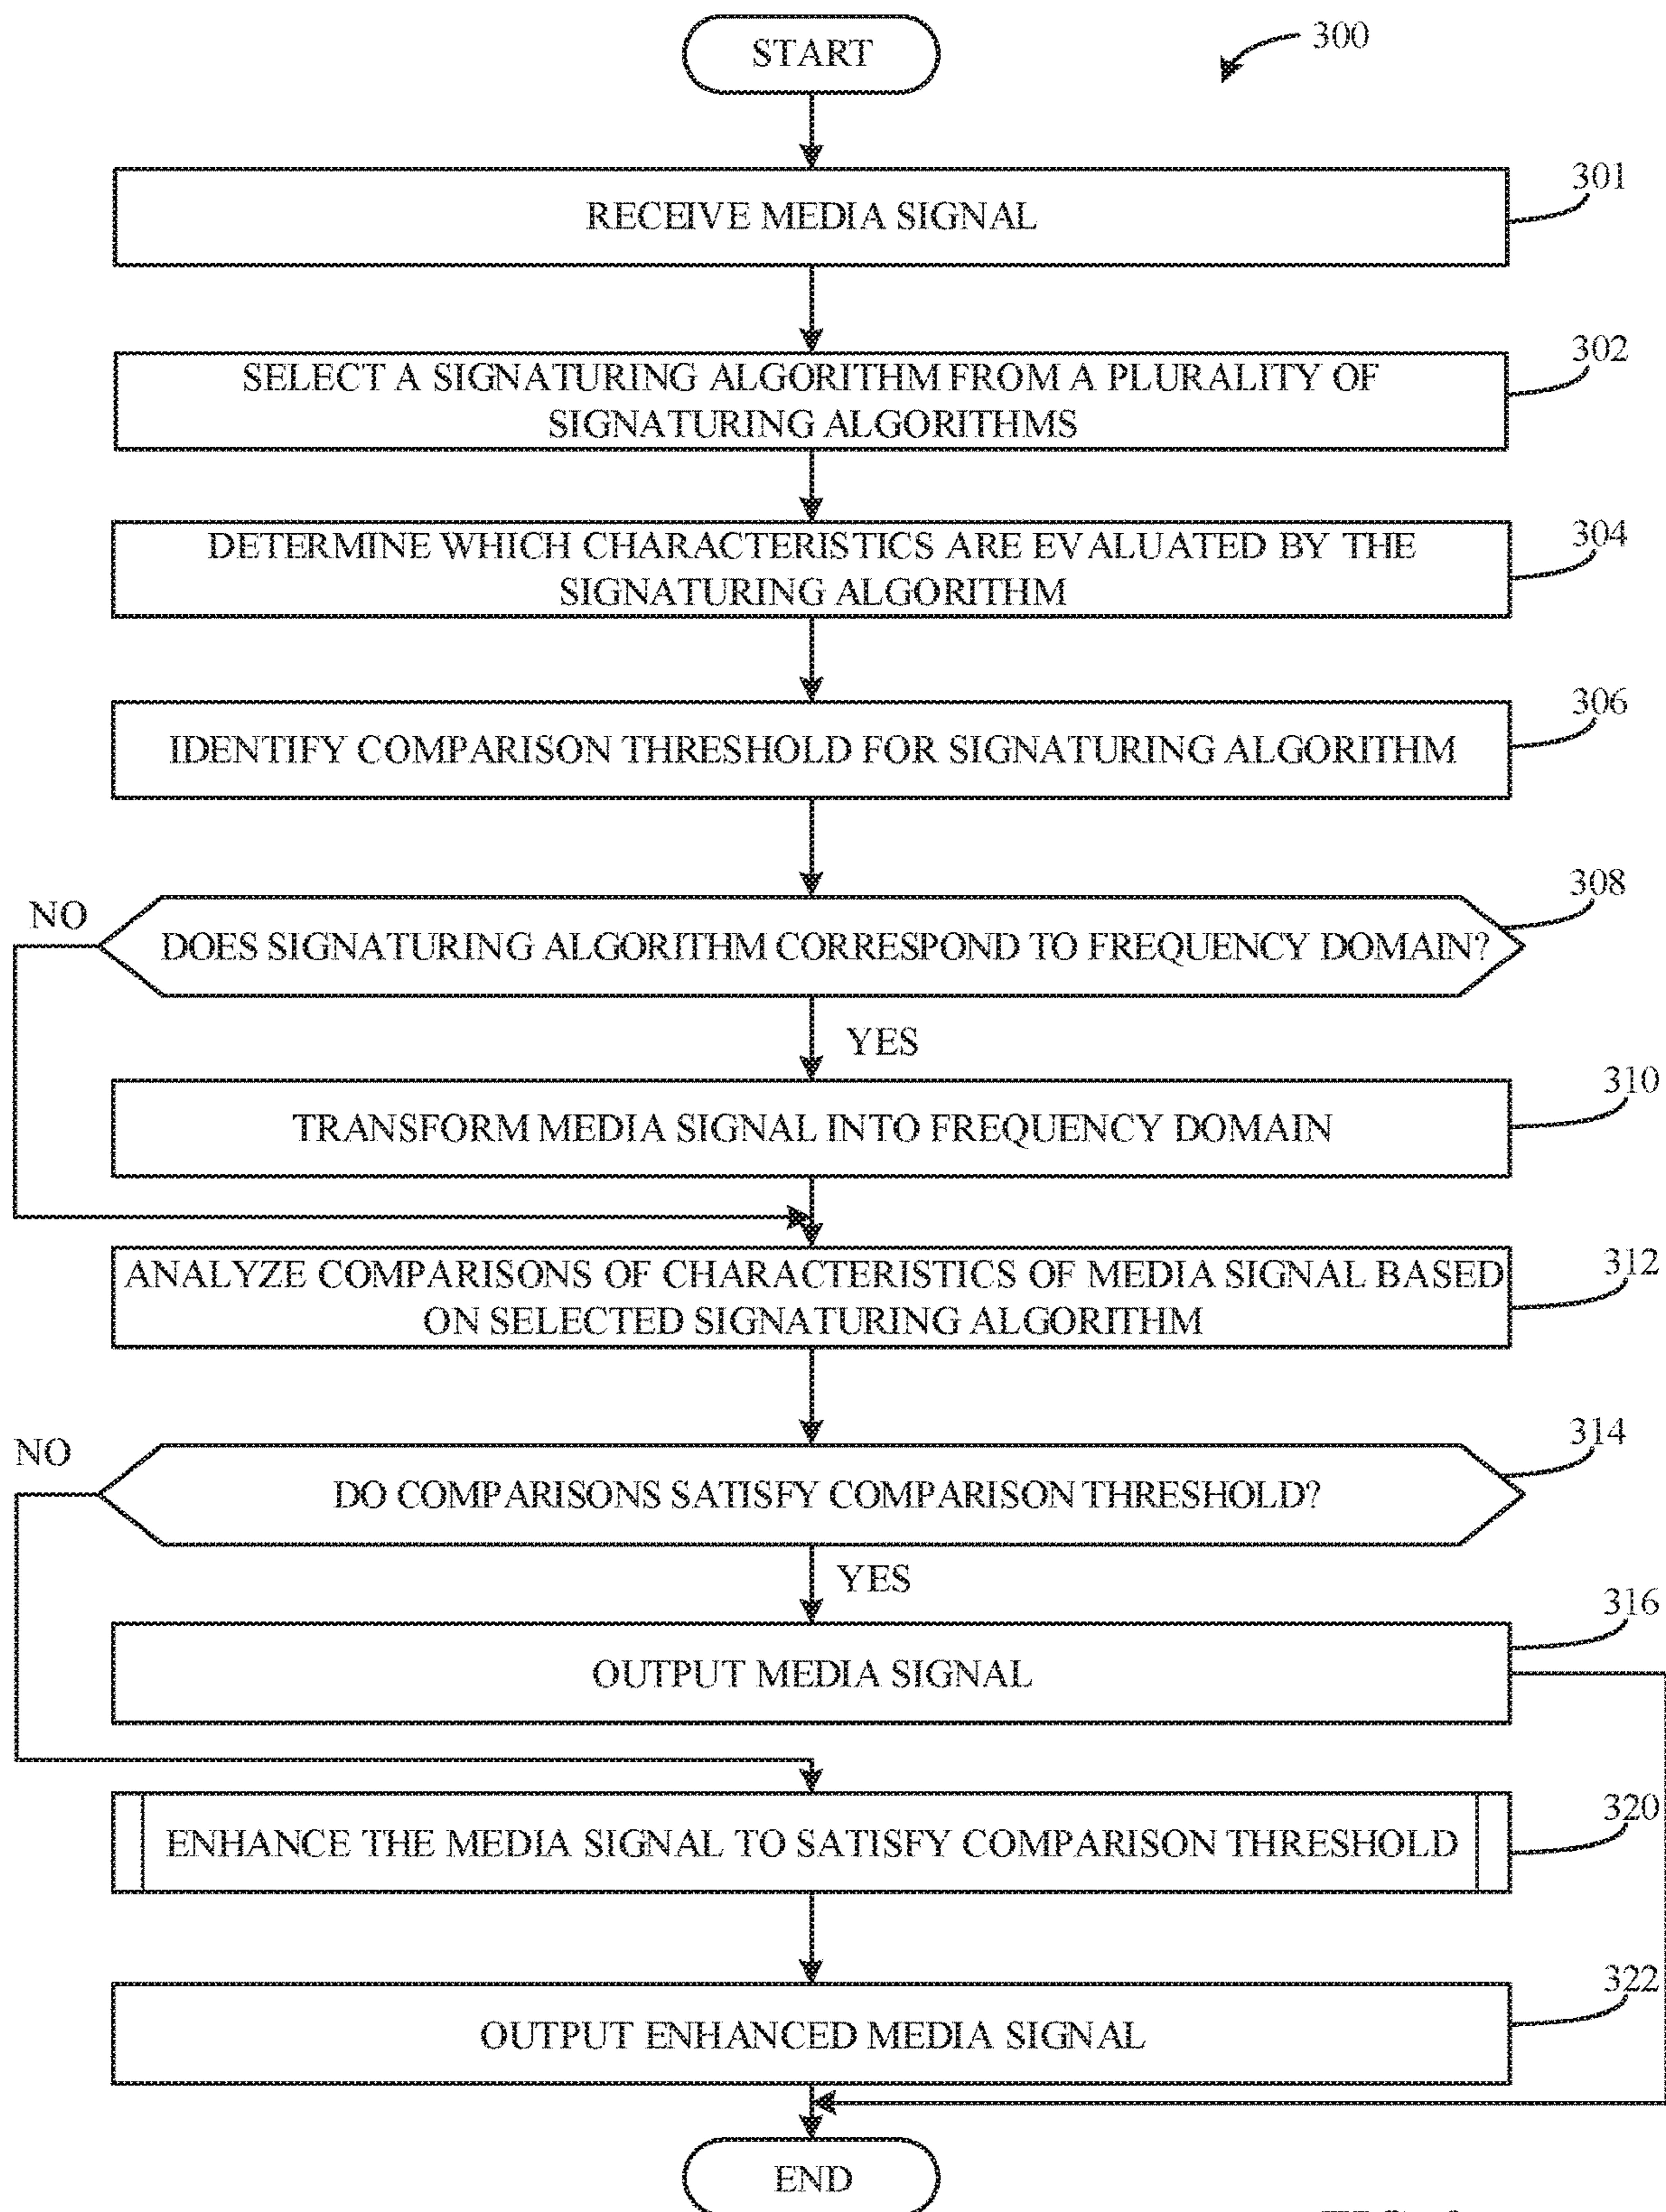 START
300
RECEIVE MEDIA SIGNAL
301
SELECT A SIGNATURING ALGORITHM FROM A PLURALITY OF
SIGNATURING ALGORITHMS
302
DETERMINE WHICH CHARACTERISTICS ARE EVALUATED BY THE
SIGNATURING ALGORITHM
304
IDENTIFY COMPARISON THRESHOLD FOR SIGNATURING ALGORITHM
306
NO
DOES SIGNATURING ALGORITHM CORRESPOND TO FREQUENCY DOMAIN?
308
YES
TRANSFORM MEDIA SIGNAL INTO FREQUENCY DOMAIN
310
ANALYZE COMPARISONS OF CHARACTERISTICS OF MEDIA SIGNAL BASED
ON SELECTED SIGNATURING ALGORITHM
312
NO
DO COMPARISONS SATISFY COMPARISON THRESHOLD?
314
YES
OUTPUT MEDIA SIGNAL
316
ENHANCE THE MEDIA SIGNAL TO SATISFY COMPARISON THRESHOLD
320
OUTPUT ENHANCED MEDIA SIGNAL
322
END